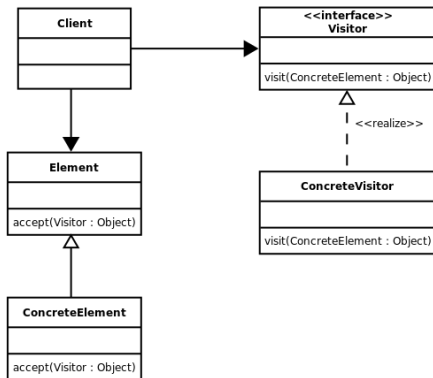 Client
<<interface>>
Visitor
visit(ConcreteElement : Object)
<<realize>>
Element
accept(Visitor : Object)
ConcreteVisitor
visit(ConcreteElement : Object)
ConcreteElement
accept(Visitor : Object)